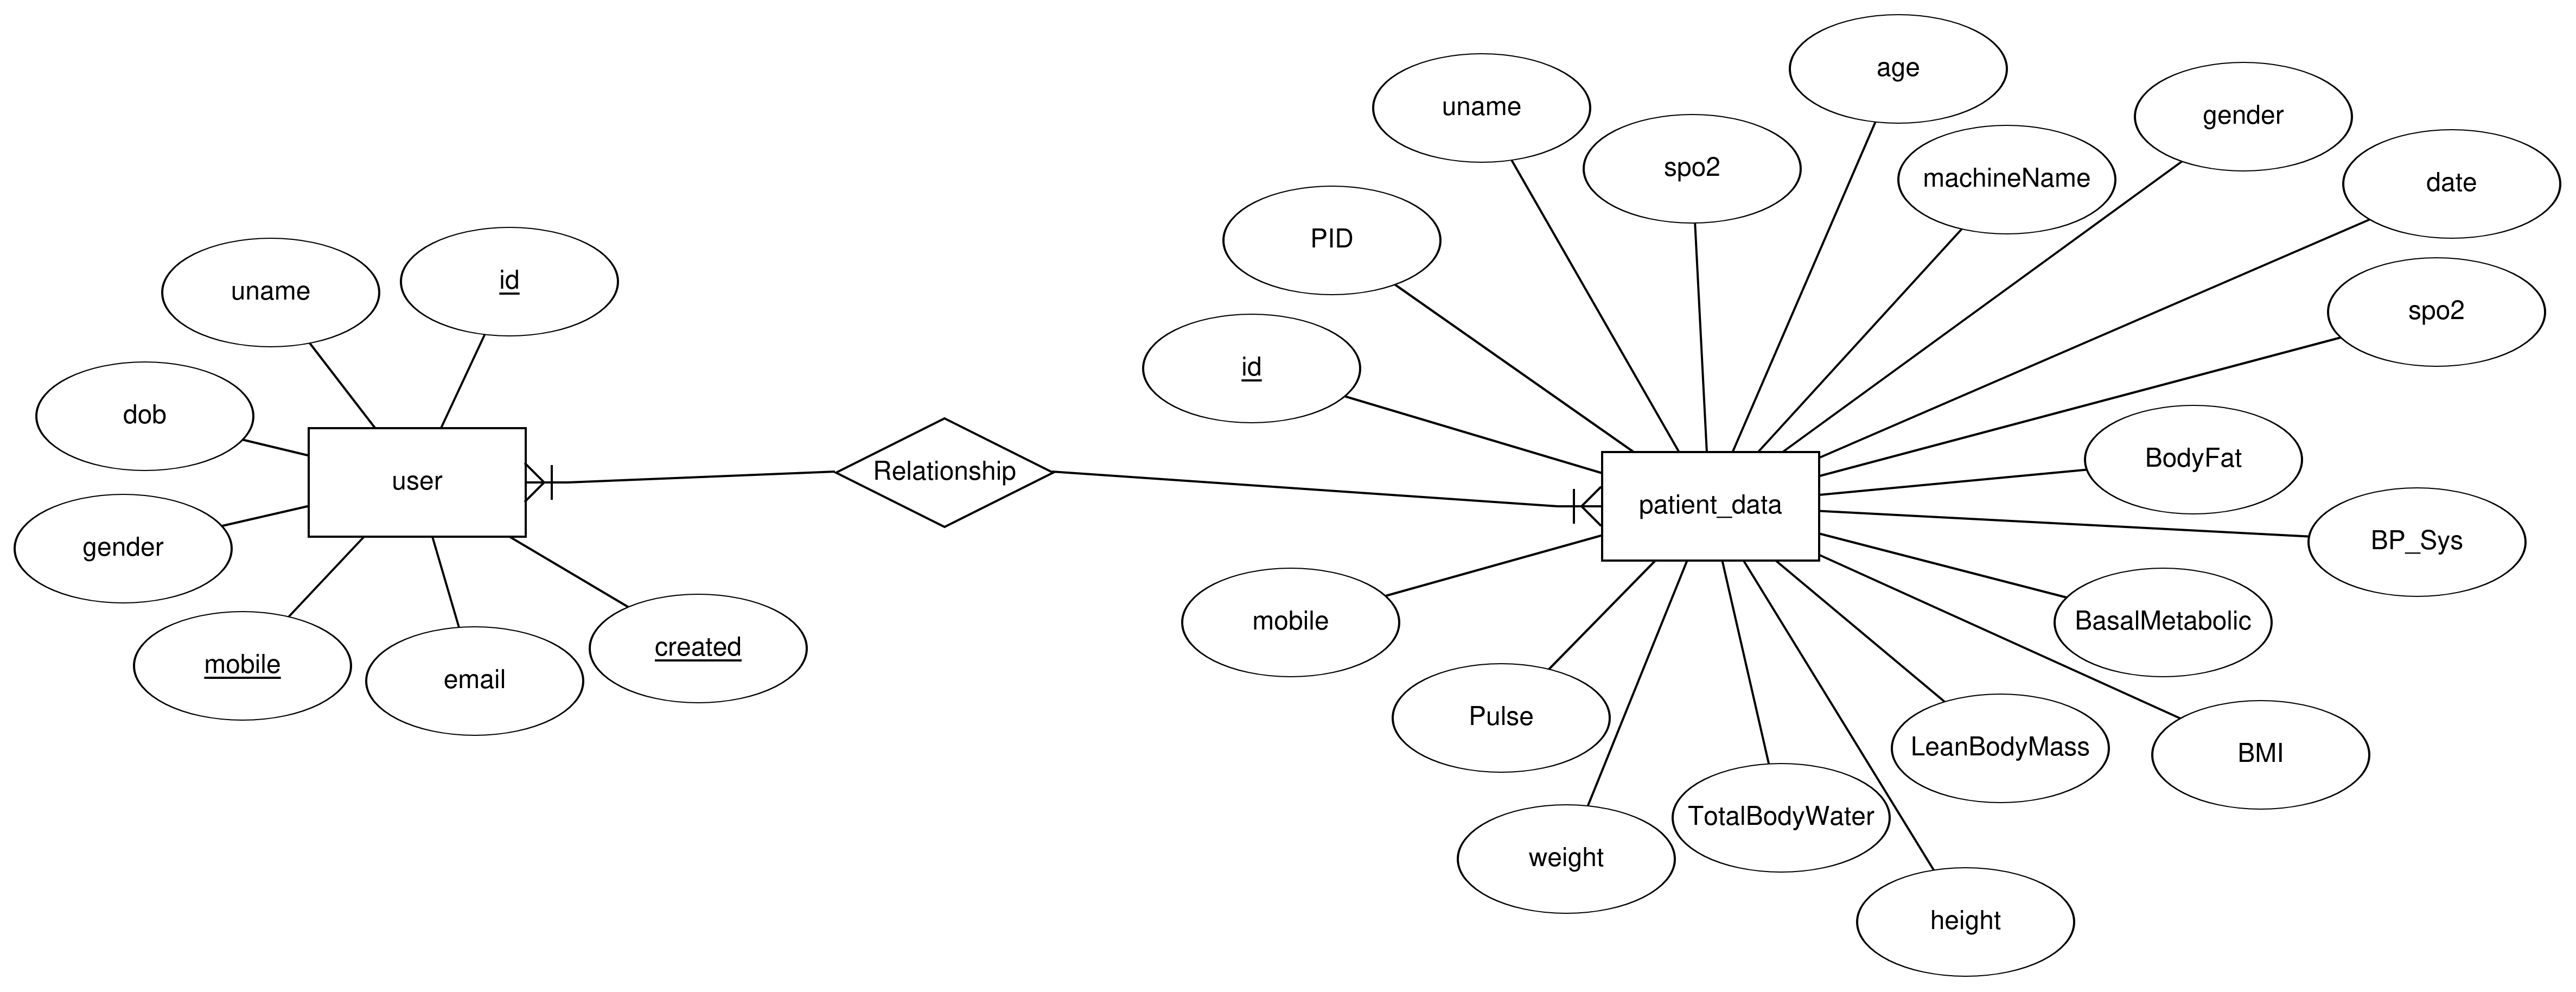 age
uname
gender
spo2
machineName
date
PID
id
uname
spo2
id
dob
BodyFat
Relationship
user
patient_data
BP_Sys
gender
mobile
BasalMetabolic
created
mobile
email
Pulse
LeanBodyMass
BMI
TotalBodyWater
weight
height